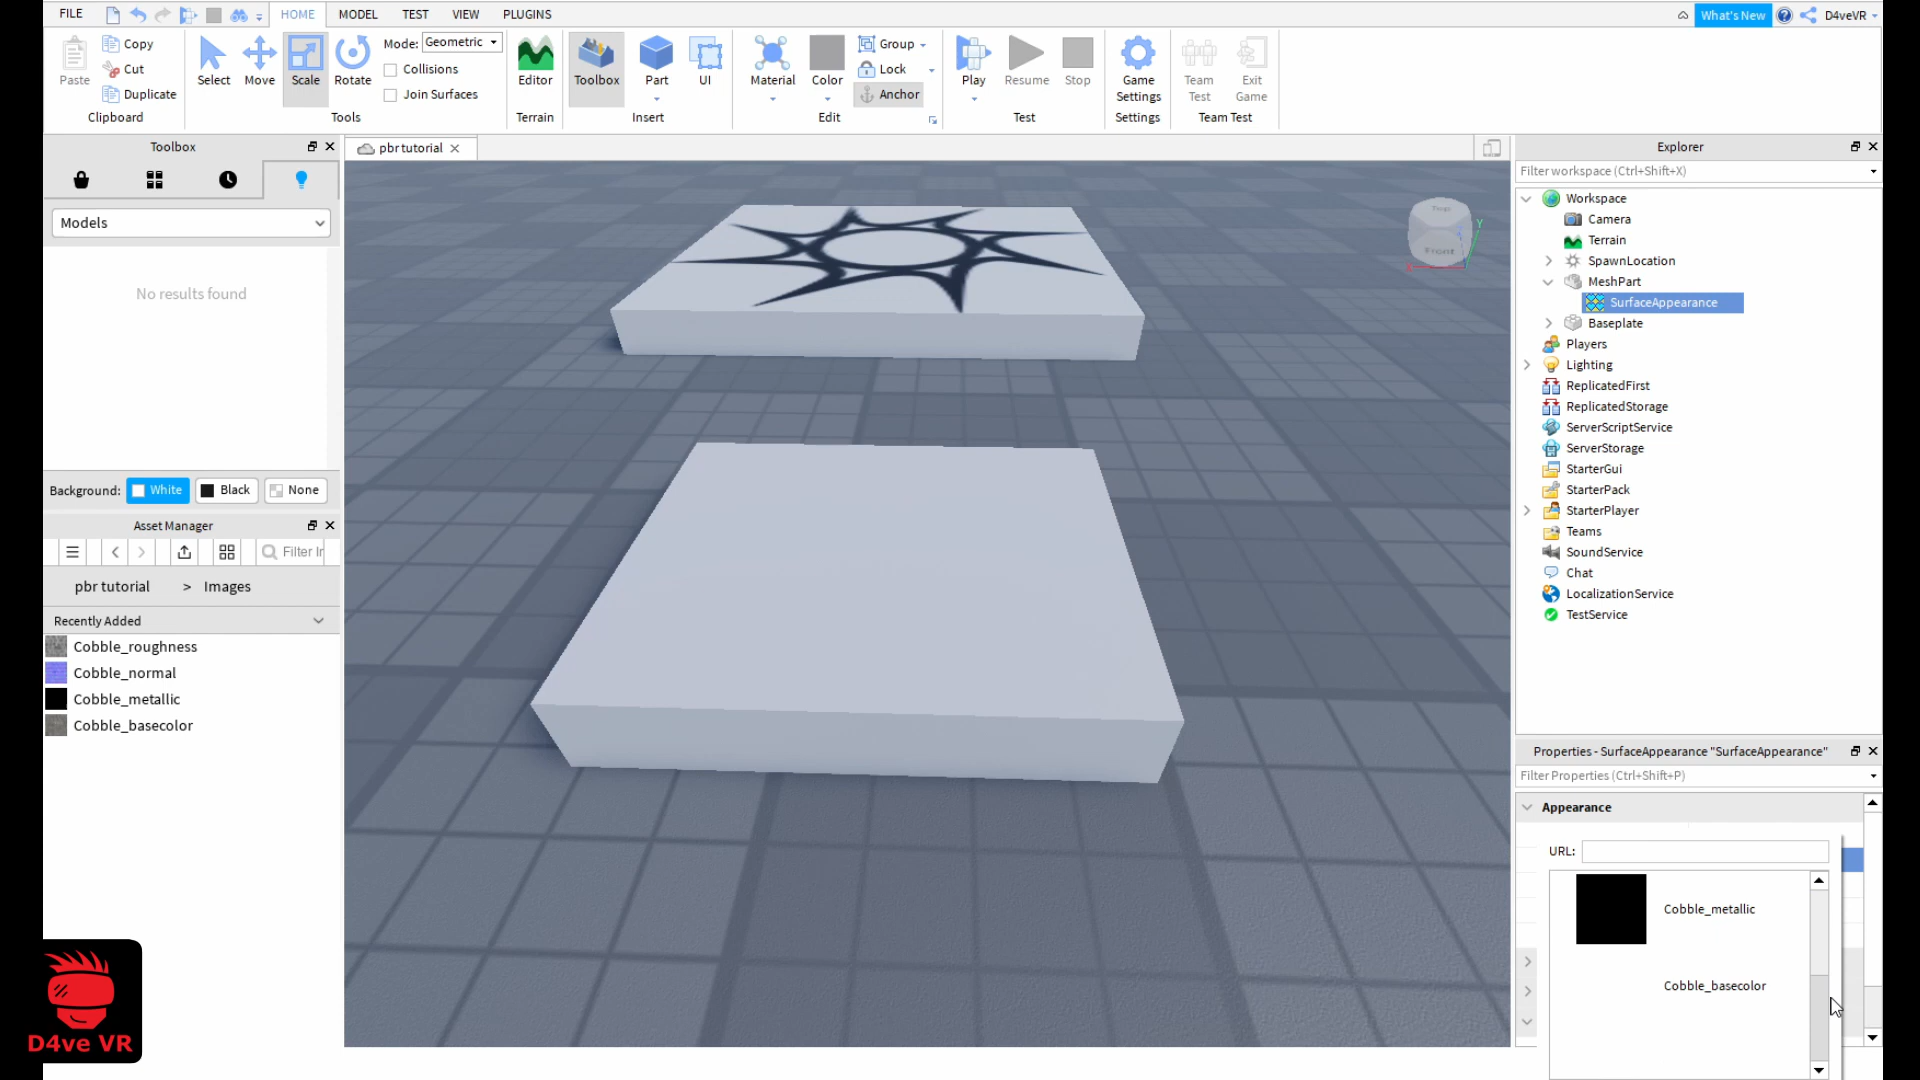 FILE HOME MODEL TEST VIEW PLUGINS What's New D4veVR
Paste Copy Cut Duplicate Clipboard
Select Move Scale Rotate Mode: Geometric Collisions Join Surfaces Tools
Editor Terrain
Toolbox Part UI Insert
Material Color Group Lock Anchor Edit
Play Resume Stop Test
Game Settings Settings
Team Test Exit Game Team Test
Toolbox
Models
No results found
Background: White Black None
Asset Manager
Filter Ir
pbr tutorial > Images
Recently Added
Cobble_roughness
Cobble_normal
Cobble_metallic
Cobble_basecolor
D4ve VR
pbr tutorial
Top
Front
Y
X
Explorer
Filter workspace (Ctrl+Shift+X)
Workspace
Camera
Terrain
SpawnLocation
MeshPart
SurfaceAppearance
Baseplate
Players
Lighting
ReplicatedFirst
ReplicatedStorage
ServerScriptService
ServerStorage
StarterGui
StarterPack
StarterPlayer
Teams
SoundService
Chat
LocalizationService
TestService
Properties - SurfaceAppearance "SurfaceAppearance"
Filter Properties (Ctrl+Shift+P)
Appearance
URL:
Cobble_metallic
Cobble_basecolor